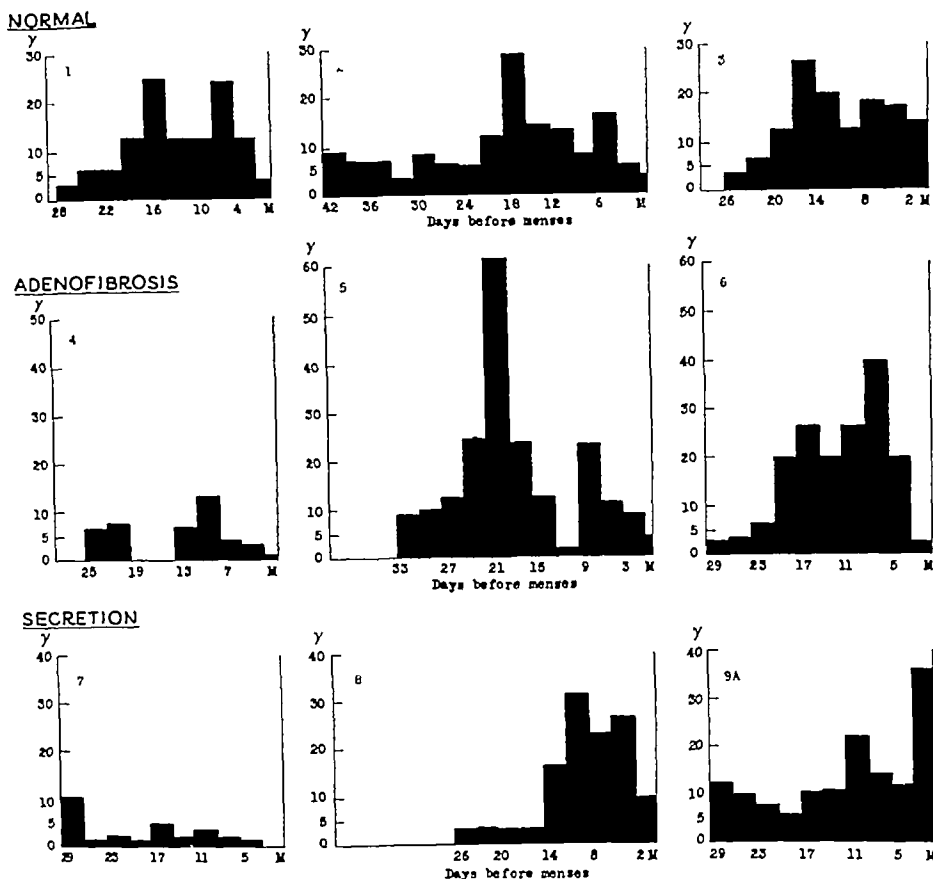 NORMAL
γ γ γ
30 30 30
1 3
20 20 20
10 10 10
5 5 5
0 0 0
28 22 16 10 4 M
42 36 30 24 18 12 6 M
26 20 14 8 2 M
Days before menses
ADENOFIBROSIS
γ γ γ
4 5 6
50 60 60
40 50 50
30 40 40
20 30 30
10 20 20
5 10 10
0 5 5
0 0
25 19 13 7 M
33 27 21 15 9 3 M
29 23 17 11 5 M
Days before menses
SECRETION
γ γ γ
7 8 9A
40 40 40
30 30 30
20 20 20
10 10 10
5 5 5
0 0 0
29 23 17 11 5 M
26 20 14 8 2 M
29 23 17 11 5 M
Days before menses